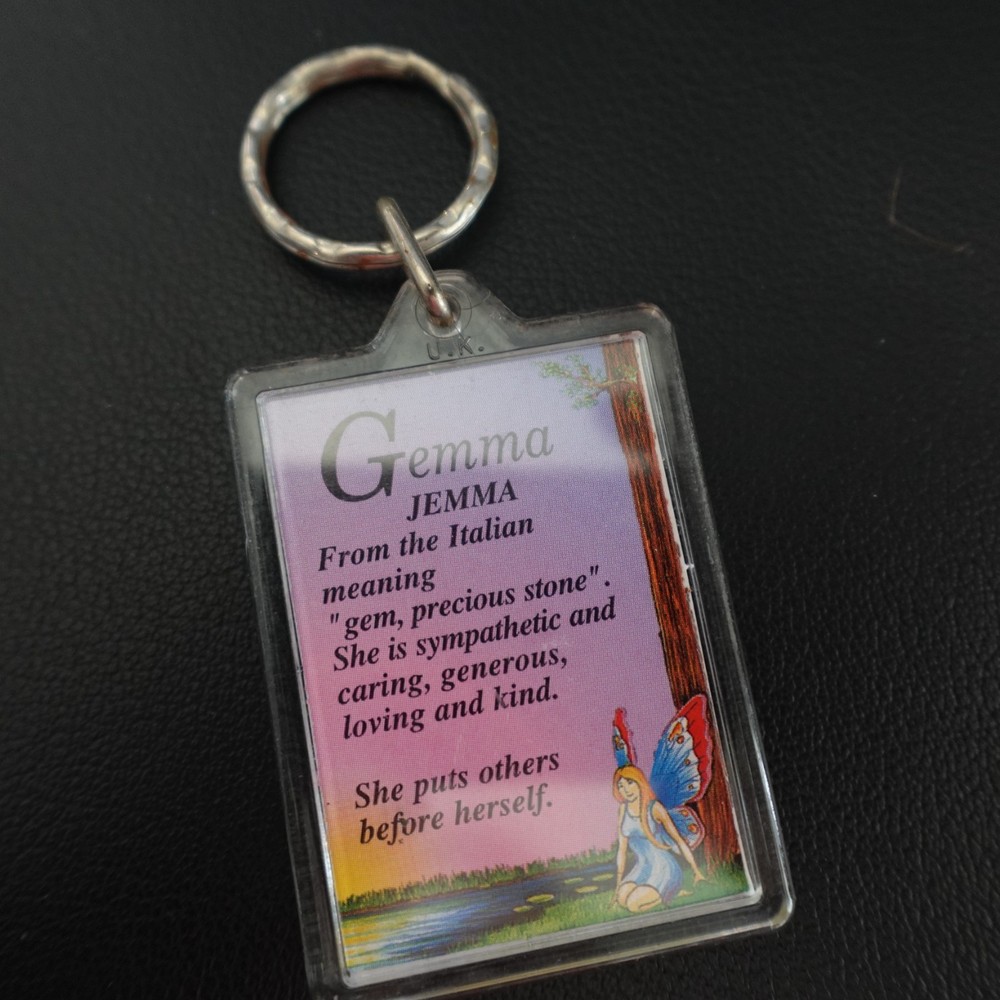 U.K.
Gemma
JEMMA
From the Italian
meaning
"gem, precious stone".
She is sympathetic and
caring, generous,
loving and kind.
She puts others
before herself.